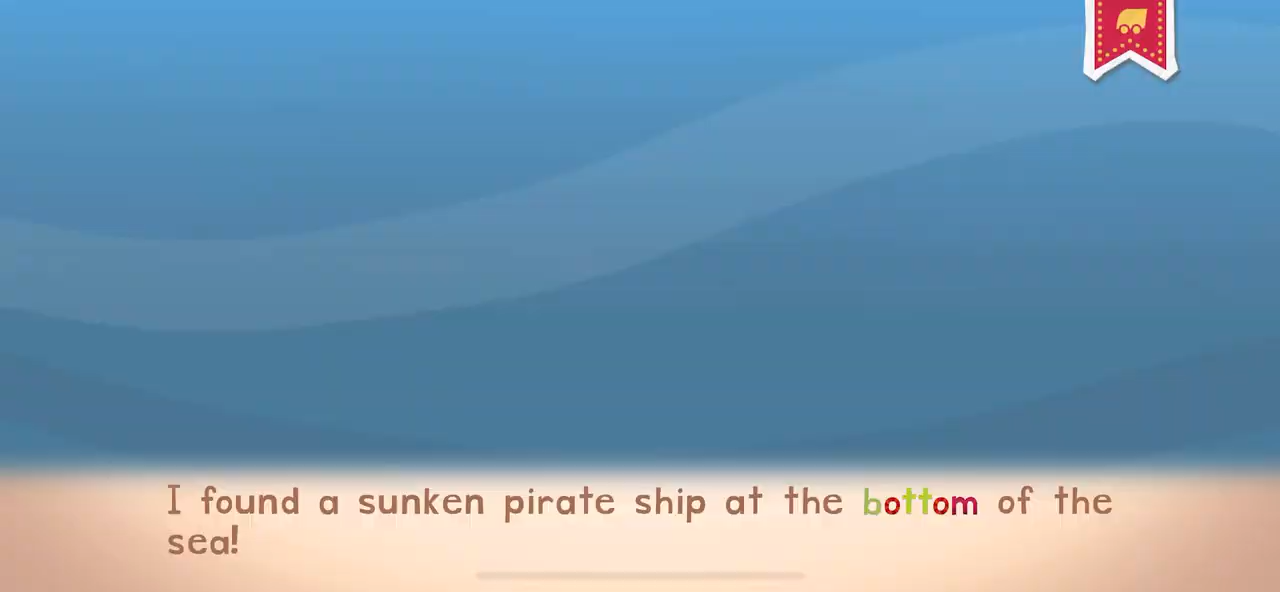 I found a sunken pirate ship at the bottom of the
sea!